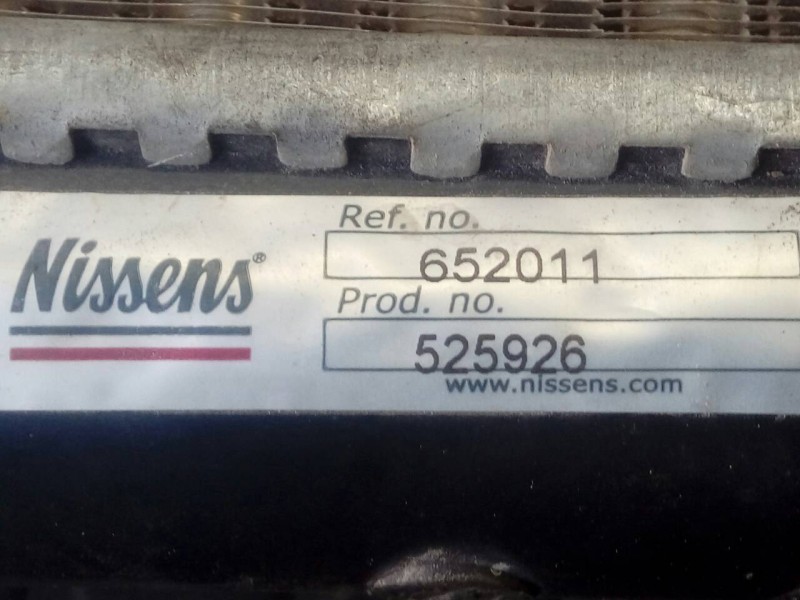 Nissens®
Ref. no.
652011
Prod. no.
525926
www.nissens.com